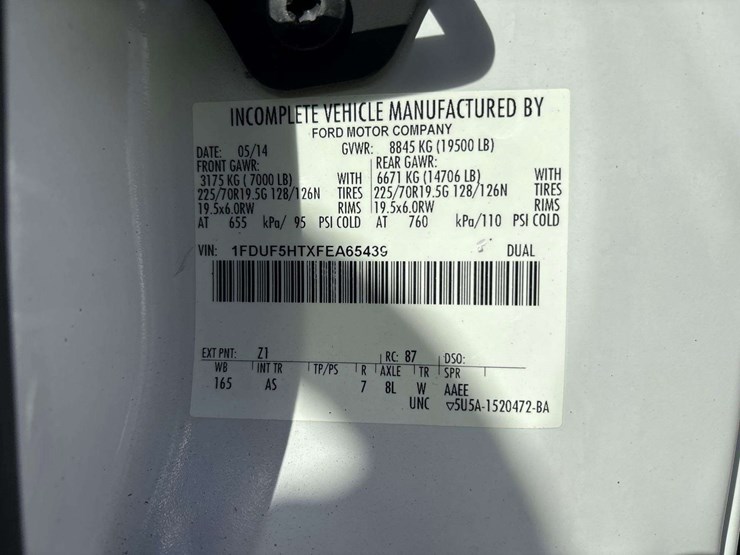 INCOMPLETE VEHICLE MANUFACTURED BY
FORD MOTOR COMPANY
DATE: 05/14 GVWR: 8845 KG (19500 LB)
FRONT GAWR: REAR GAWR:
3175 KG ( 7000 LB) WITH 6671 KG (14706 LB) WITH
225/70R19.5G 128/126N TIRES 225/70R19.5G 128/126N TIRES
19.5x6.0RW RIMS 19.5x6.0RW RIMS
AT 655 kPa/ 95 PSI COLD AT 760 kPa/110 PSI COLD
VIN: 1FDUF5HTXFEA65439 DUAL
EXT PNT: Z1 RC: 87 DSO:
WB INT TR TP/PS R AXLE TR SPR
165 AS 7 8L W AAEE
UNC ▽5U5A-1520472-BA